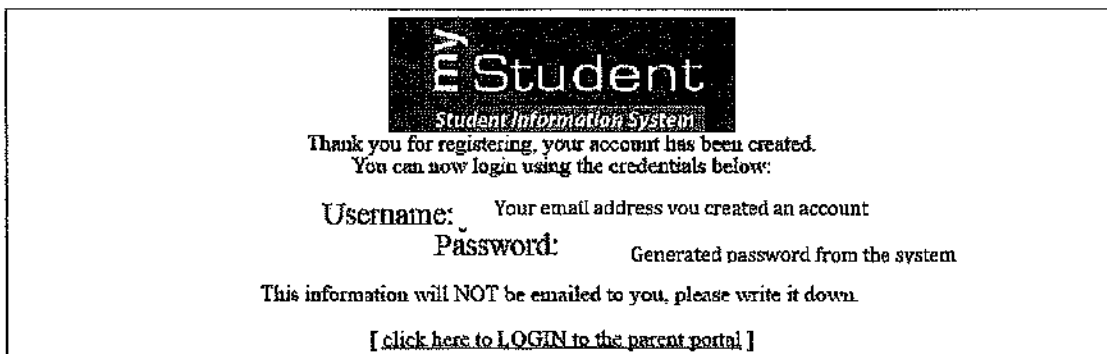 my Student
Student Information System
Thank you for registering, your account has been created.
You can now login using the credentials below:
Username: Your email address you created an account
Password: Generated password from the system
This information will NOT be emailed to you, please write it down.
[ click here to LOGIN to the parent portal ]